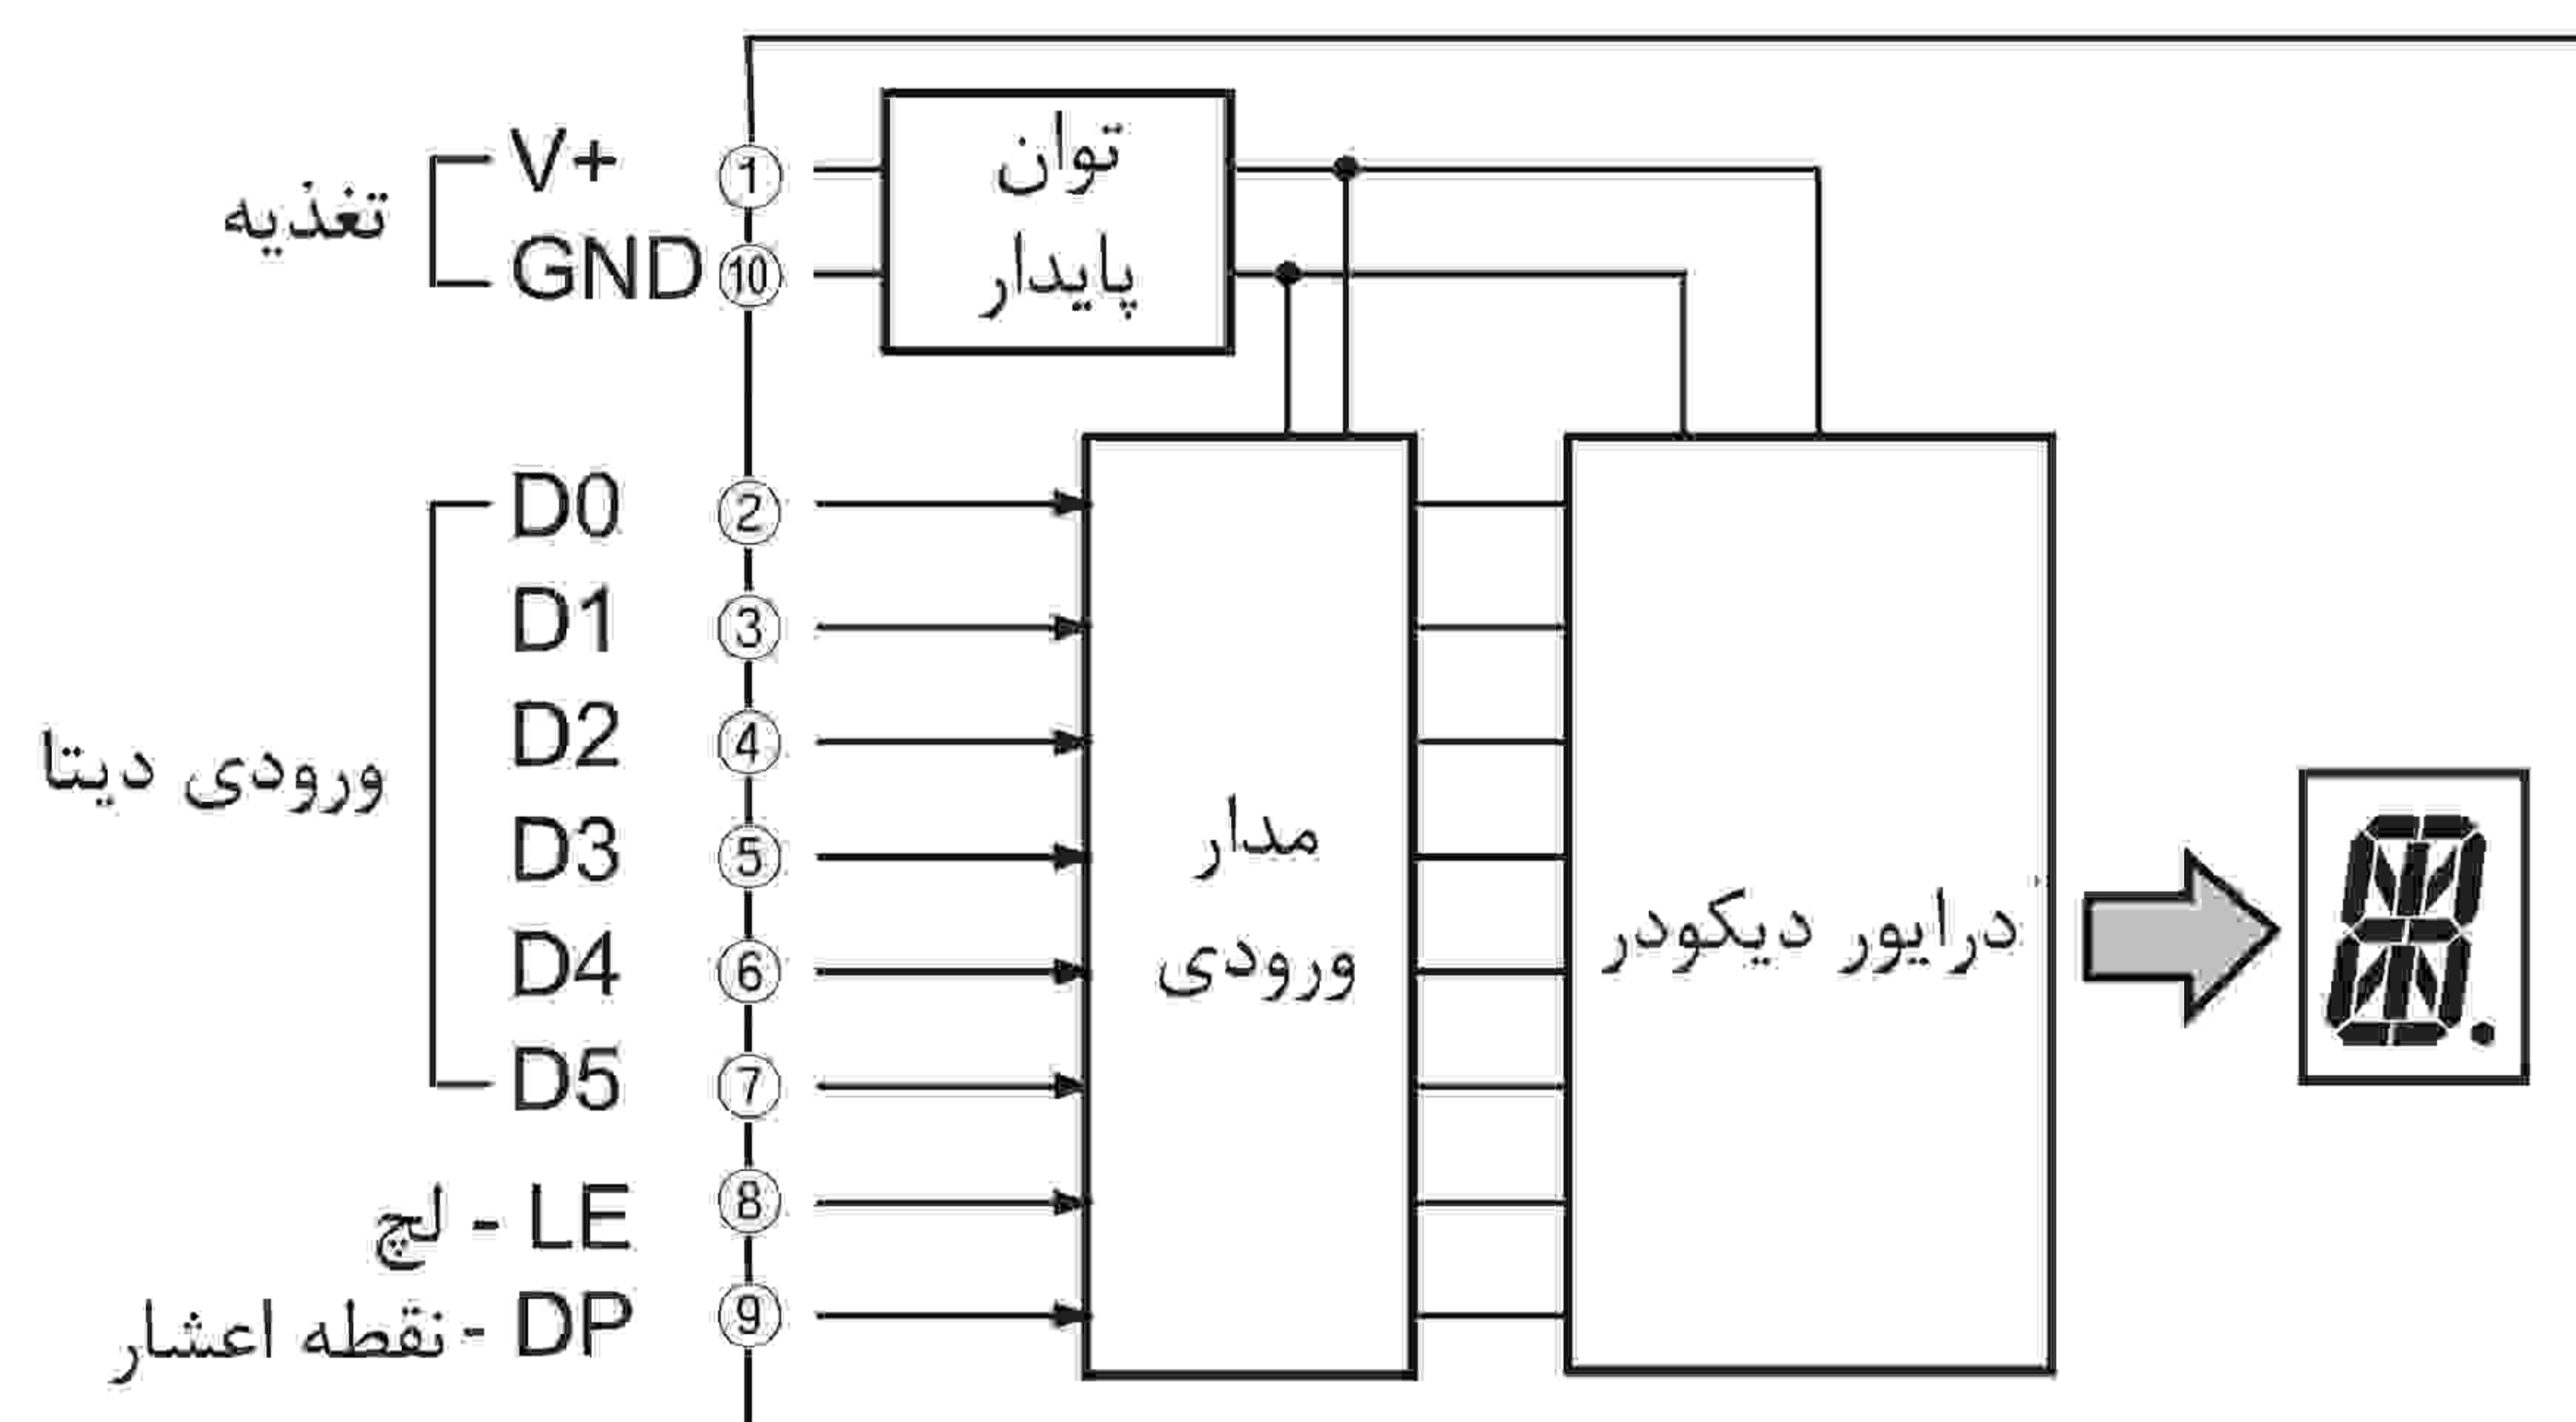 تغذیه
V+ 1
GND 10
توان
پایدار
ورودی دیتا
D0 2
D1 3
D2 4
D3 5
D4 6
D5 7
لچ - LE 8
نقطه اعشار - DP 9
مدار
ورودی
درایور دیکودر